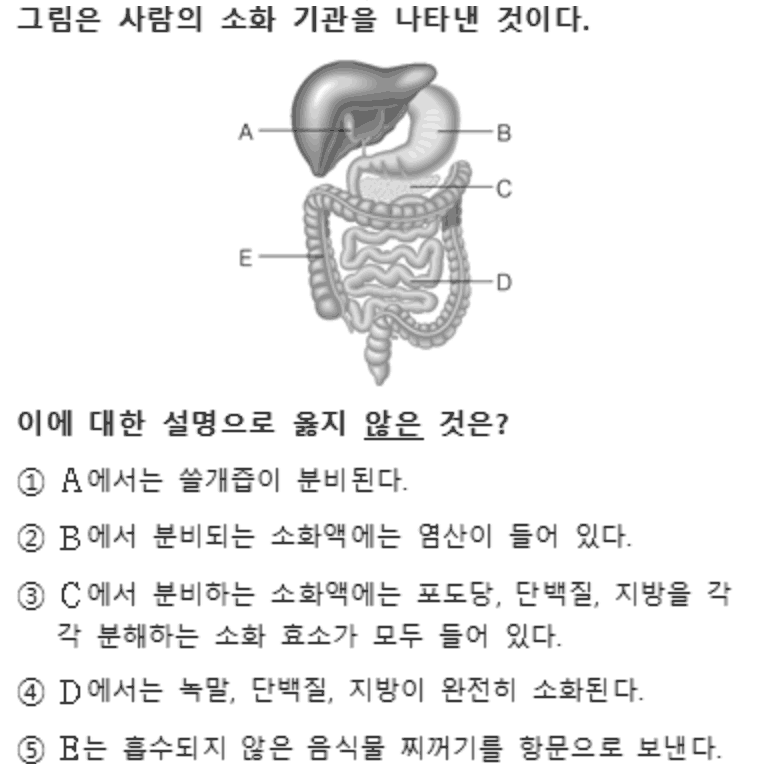 그림은 사람의 소화 기관을 나타낸 것이다.
A
B
C
E
D
이에 대한 설명으로 옳지 않은 것은?
① A에서는 쓸개즙이 분비된다.
② B에서 분비되는 소화액에는 염산이 들어 있다.
③ C에서 분비하는 소화액에는 포도당, 단백질, 지방을 각
각 분해하는 소화 효소가 모두 들어 있다.
④ D에서는 녹말, 단백질, 지방이 완전히 소화된다.
⑤ E는 흡수되지 않은 음식물 찌꺼기를 항문으로 보낸다.